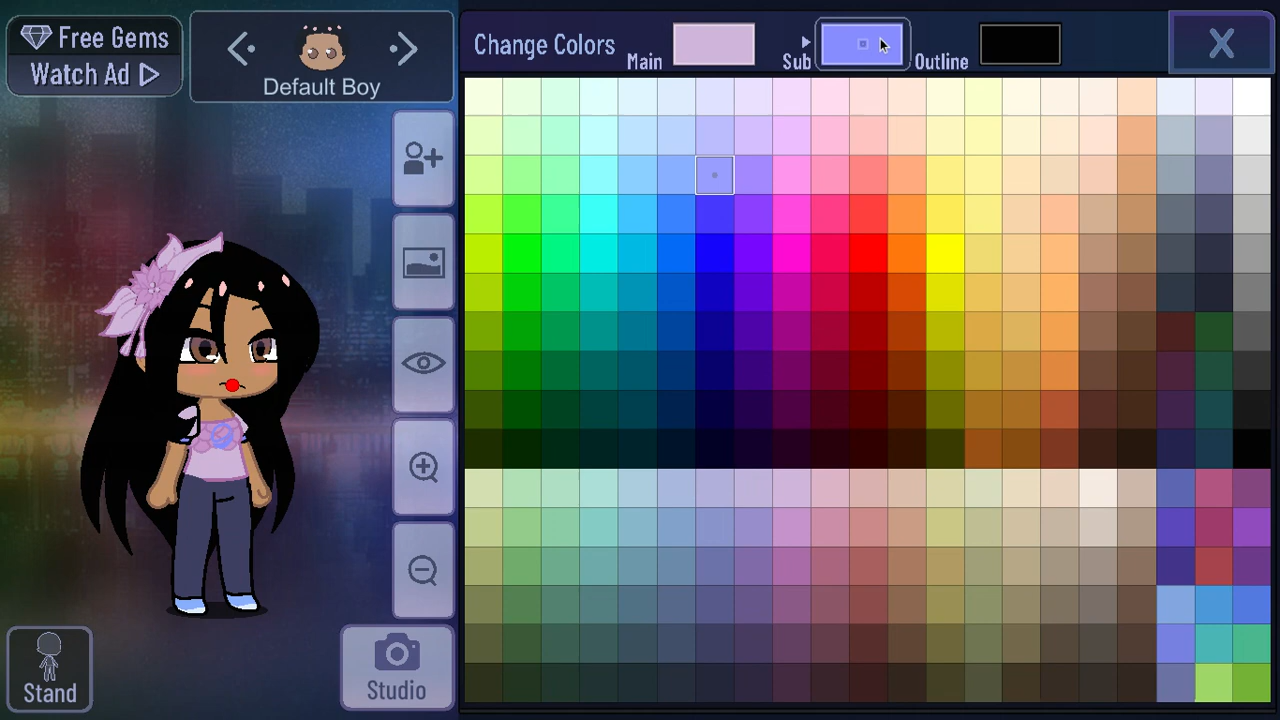 Free Gems
Watch Ad
Default Boy
Change Colors
Main
Sub
Outline
X
Stand
Studio